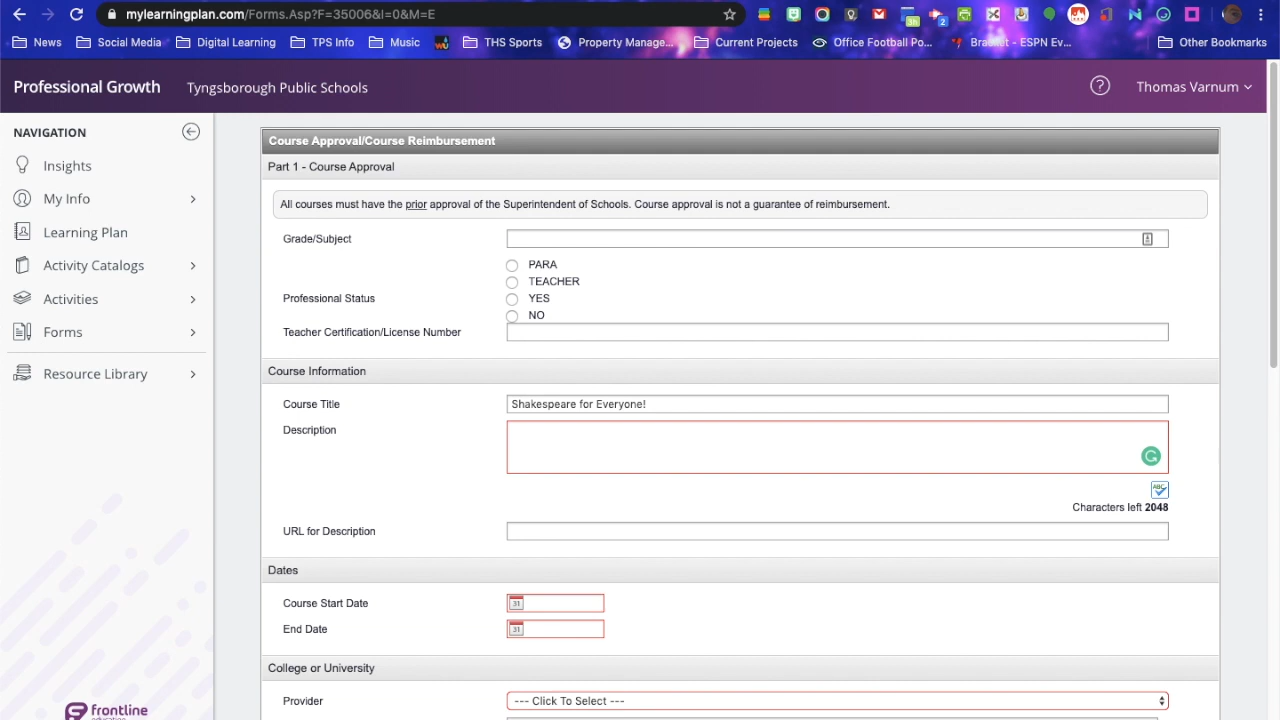 mylearningplan.com/Forms.Asp?F=35006&I=0&M=E
News Social Media Digital Learning TPS Info Music THS Sports Property Manage... Current Projects Office Football Po... Bracket - ESPN Ev... Other Bookmarks
Professional Growth Tyngsborough Public Schools Thomas Varnum
NAVIGATION
Insights
My Info
Learning Plan
Activity Catalogs
Activities
Forms
Resource Library
frontline
education
Course Approval/Course Reimbursement
Part 1 - Course Approval
All courses must have the prior approval of the Superintendent of Schools. Course approval is not a guarantee of reimbursement.
Grade/Subject
PARA
TEACHER
Professional Status YES
NO
Teacher Certification/License Number
Course Information
Course Title Shakespeare for Everyone!
Description
ABC
Characters left 2048
URL for Description
Dates
Course Start Date 31
End Date 31
College or University
Provider --- Click To Select ---